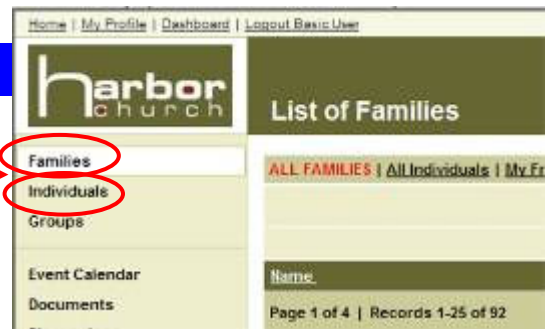 Home | My Profile | Dashboard | Logout Basic User
harbor
church
List of Families
Families
ALL FAMILIES | All Individuals | My Fr
Individuals
Groups
Event Calendar
Name
Documents
Page 1 of 4 | Records 1-25 of 92